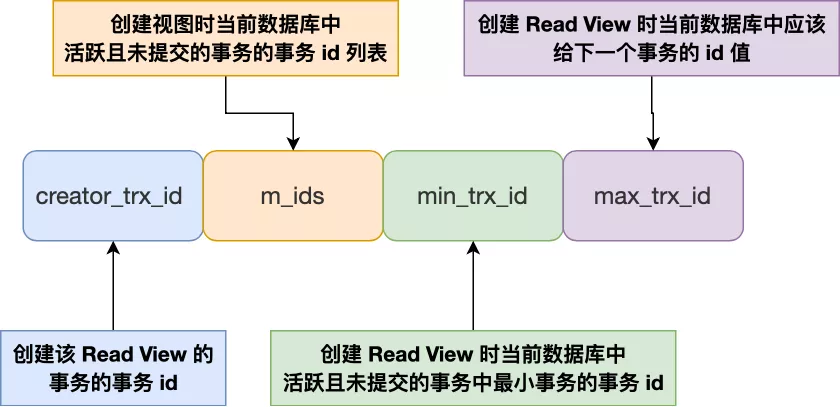 创建视图时当前数据库中
活跃且未提交的事务的事务 id 列表
创建 Read View 时当前数据库中应该
给下一个事务的 id 值
creator_trx_id
m_ids
min_trx_id
max_trx_id
创建该 Read View 的
事务的事务 id
创建 Read View 时当前数据库中
活跃且未提交的事务中最小事务的事务 id